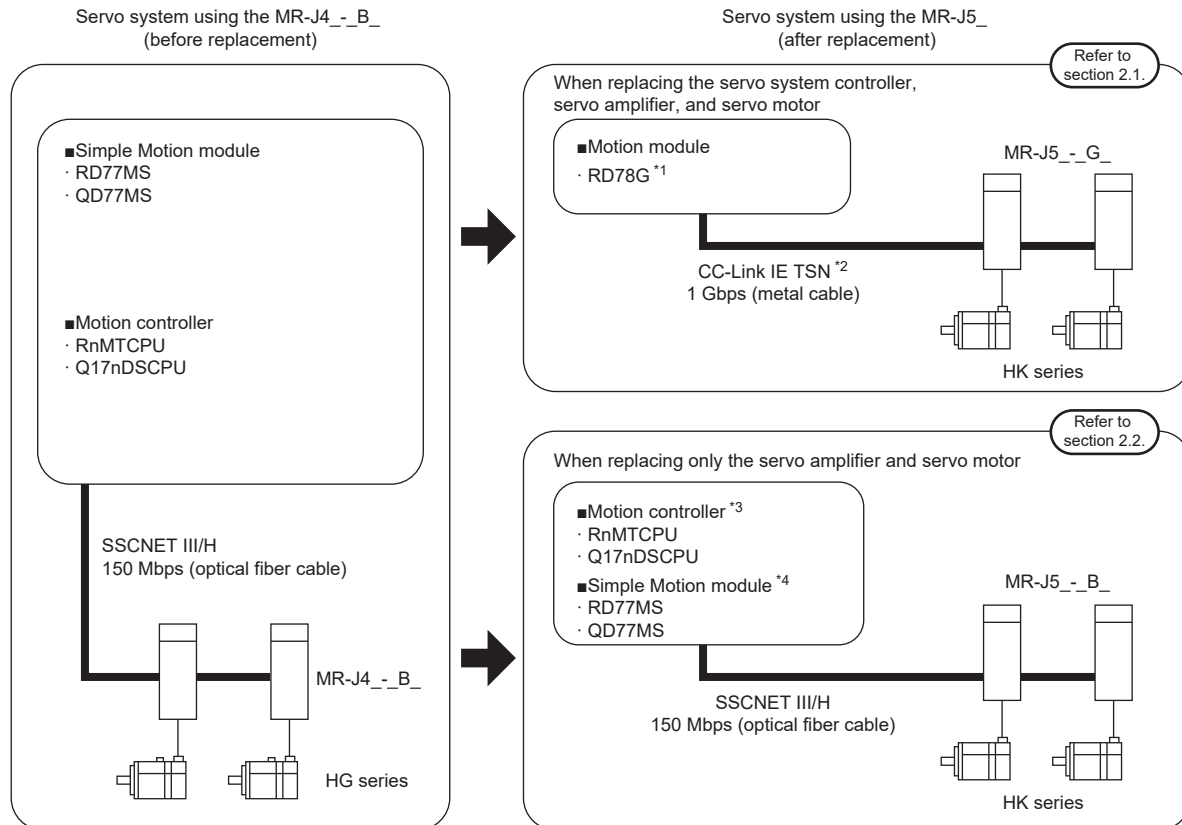 Servo system using the MR-J4_-_B_
(before replacement)
■Simple Motion module
· RD77MS
· QD77MS
■Motion controller
· RnMTCPU
· Q17nDSCPU
SSCNET III/H
150 Mbps (optical fiber cable)
MR-J4_-_B_
HG series
Servo system using the MR-J5_
(after replacement)
Refer to
section 2.1.
When replacing the servo system controller,
servo amplifier, and servo motor
■Motion module
· RD78G *1
MR-J5_-_G_
CC-Link IE TSN *2
1 Gbps (metal cable)
HK series
Refer to
section 2.2.
When replacing only the servo amplifier and servo motor
■Motion controller *3
· RnMTCPU
· Q17nDSCPU
■Simple Motion module *4
· RD77MS
· QD77MS
MR-J5_-_B_
SSCNET III/H
150 Mbps (optical fiber cable)
HK series